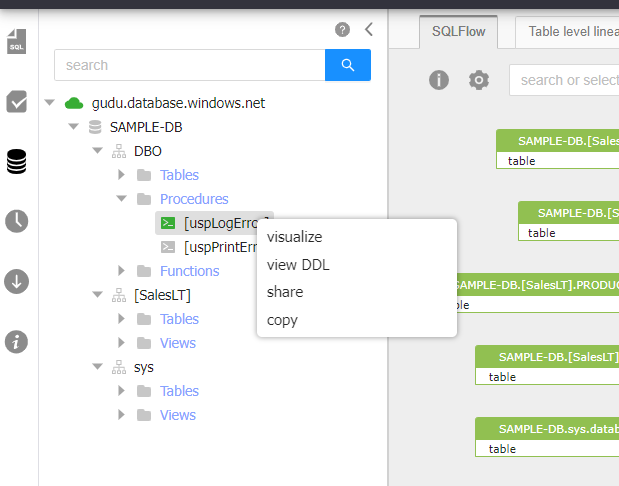 SQL
search
gudu.database.windows.net
SAMPLE-DB
DBO
Tables
Procedures
[uspLogErro
[uspPrintErr
Functions
[SalesLT]
Tables
Views
sys
Tables
Views
visualize
view DDL
share
copy
SQLFlow
Table level linea
search or selec
SAMPLE-DB.[Sales
table
SAMPLE-DB.[S
table
SAMPLE-DB.[SalesLT].PRODUC
ble
SAMPLE-DB.[SalesLT]
table
SAMPLE-DB.sys.datab
table